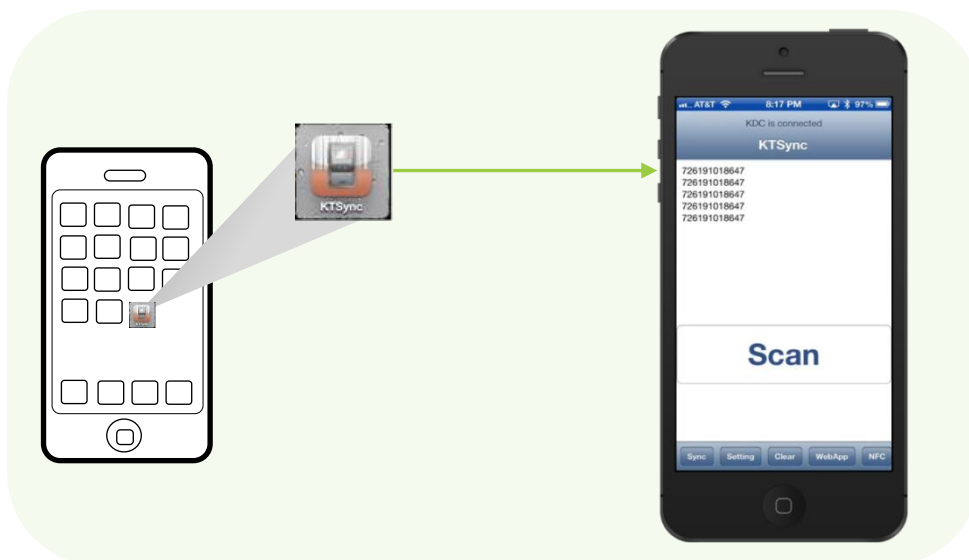 KTSync
AT&T 8:17 PM 97%
KDC is connected
KTSync
726191018647
726191018647
726191018647
726191018647
726191018647
Scan
Sync Setting Clear WebApp NFC